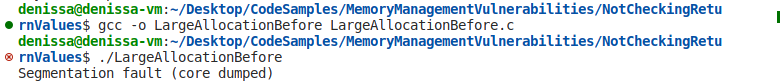 denissa@denissa-vm:~/Desktop/CodeSamples/MemoryManagementVulnerabilities/NotCheckingRetu
rnValues$ gcc -o LargeAllocationBefore LargeAllocationBefore.c
denissa@denissa-vm:~/Desktop/CodeSamples/MemoryManagementVulnerabilities/NotCheckingRetu
rnValues$ ./LargeAllocationBefore
Segmentation fault (core dumped)